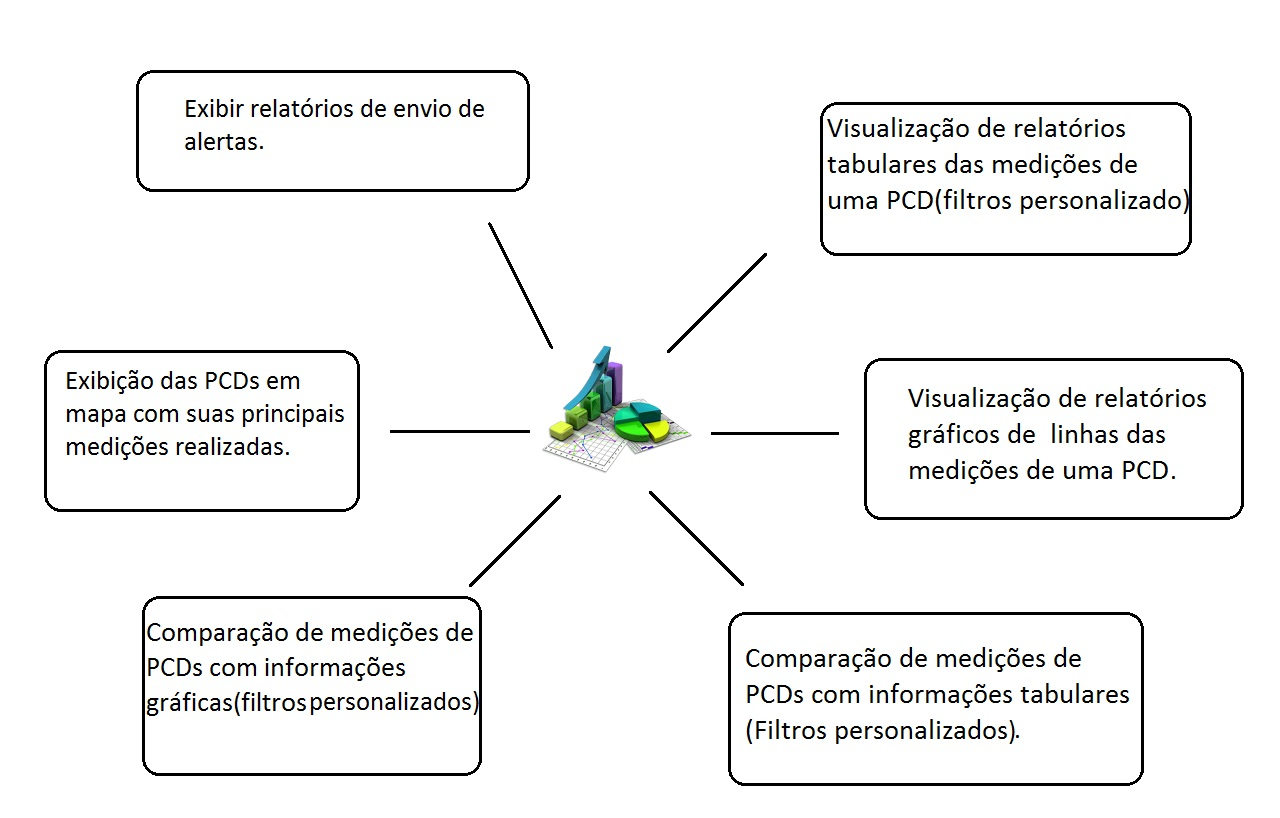 Exibir relatórios de envio de
alertas.
Visualização de relatórios
tabulares das medições de
uma PCD(filtros personalizado)
Exibição das PCDs em
mapa com suas principais
medições realizadas.
Visualização de relatórios
gráficos de linhas das
medições de uma PCD.
Comparação de medições de
PCDs com informações
gráficas(filtros personalizados)
Comparação de medições de
PCDs com informações tabulares
(Filtros personalizados).